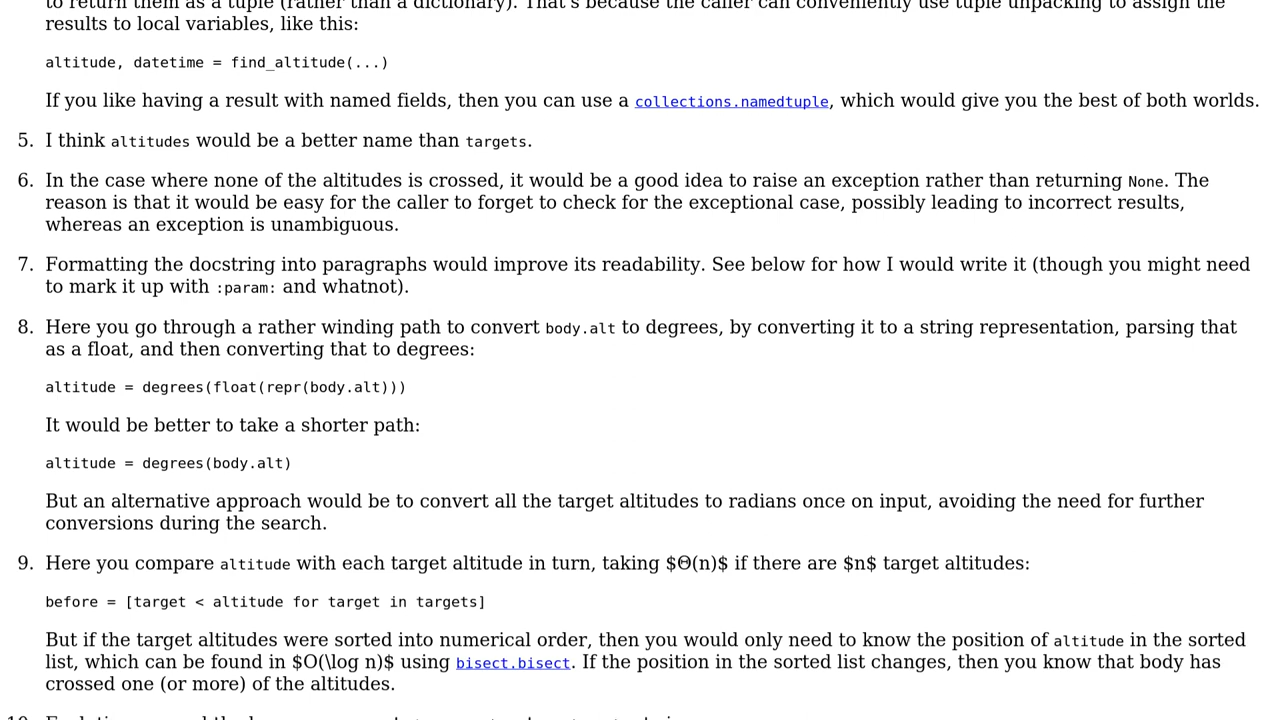 to return them as a tuple (rather than a dictionary). That's because the caller can conveniently use tuple unpacking to assign the
results to local variables, like this:
altitude, datetime = find_altitude(...)
If you like having a result with named fields, then you can use a collections.namedtuple, which would give you the best of both worlds.
5. I think altitudes would be a better name than targets.
6. In the case where none of the altitudes is crossed, it would be a good idea to raise an exception rather than returning None. The
reason is that it would be easy for the caller to forget to check for the exceptional case, possibly leading to incorrect results,
whereas an exception is unambiguous.
7. Formatting the docstring into paragraphs would improve its readability. See below for how I would write it (though you might need
to mark it up with :param: and whatnot).
8. Here you go through a rather winding path to convert body.alt to degrees, by converting it to a string representation, parsing that
as a float, and then converting that to degrees:
altitude = degrees(float(repr(body.alt)))
It would be better to take a shorter path:
altitude = degrees(body.alt)
But an alternative approach would be to convert all the target altitudes to radians once on input, avoiding the need for further
conversions during the search.
9. Here you compare altitude with each target altitude in turn, taking $Θ(n)$ if there are $n$ target altitudes:
before = [target < altitude for target in targets]
But if the target altitudes were sorted into numerical order, then you would only need to know the position of altitude in the sorted
list, which can be found in $O(\log n)$ using bisect.bisect. If the position in the sorted list changes, then you know that body has
crossed one (or more) of the altitudes.